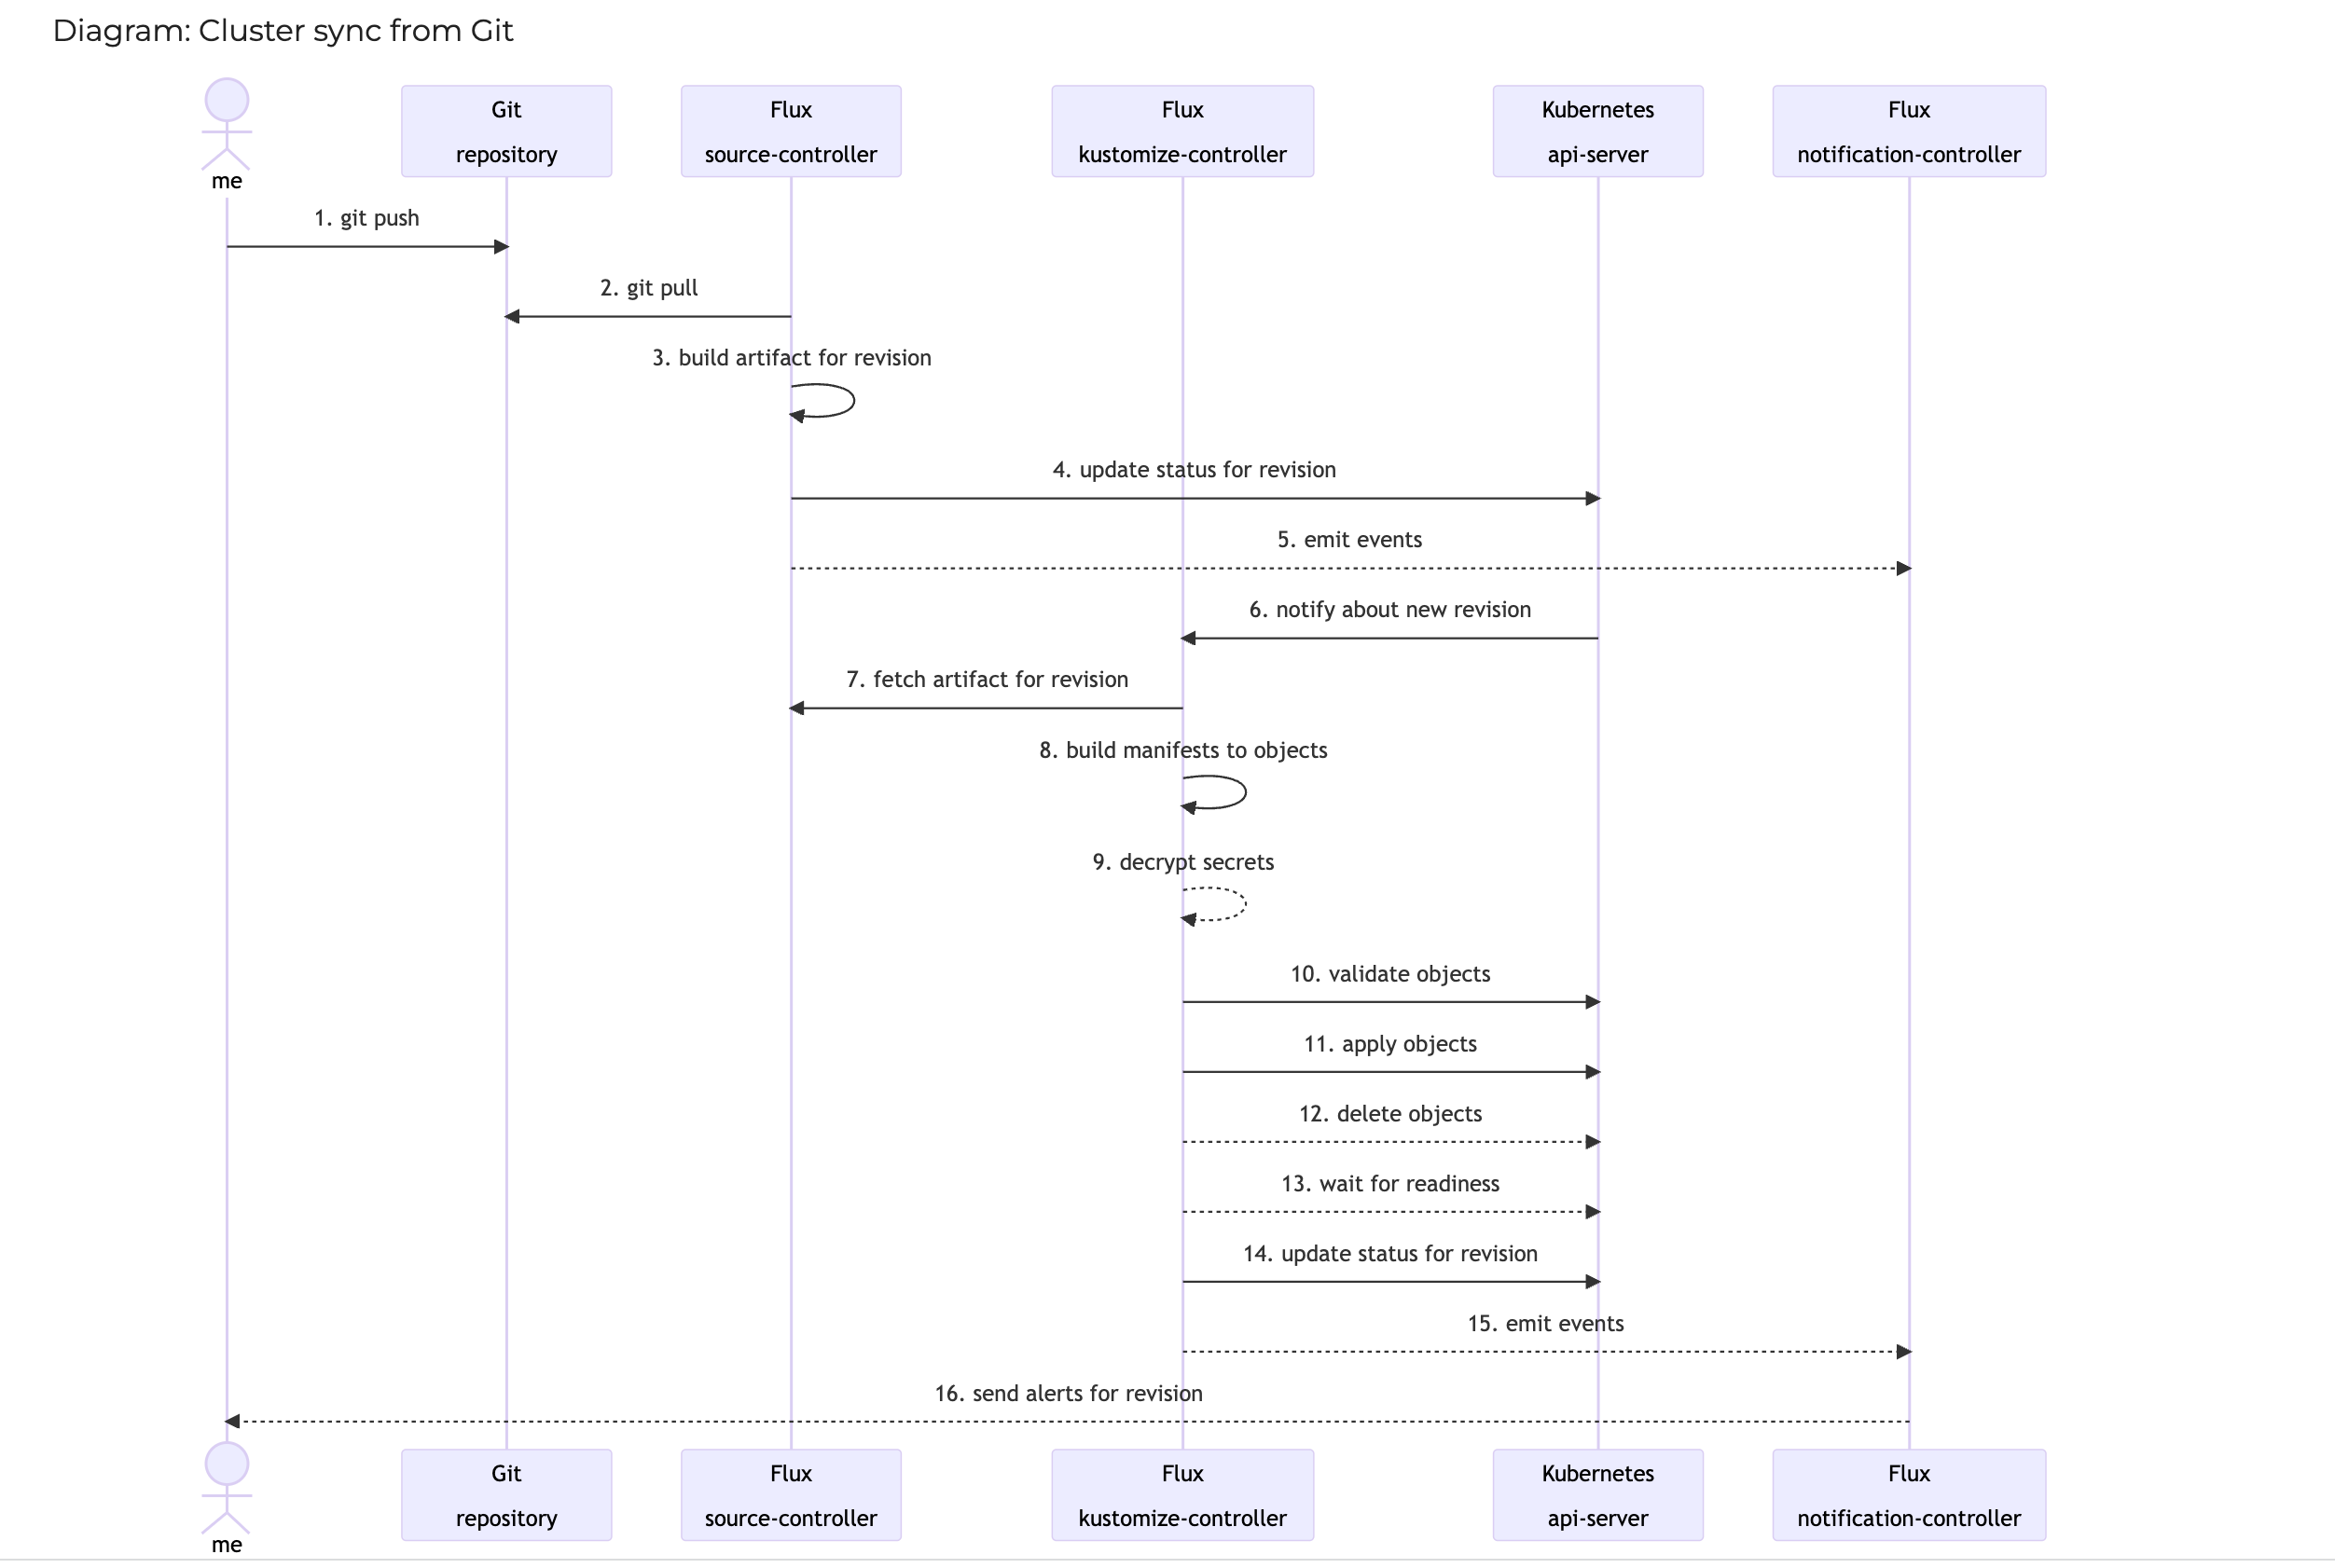 Diagram: Cluster sync from Git
me
Git
repository
Flux
source-controller
Flux
kustomize-controller
Kubernetes
api-server
Flux
notification-controller
1. git push
2. git pull
3. build artifact for revision
4. update status for revision
5. emit events
6. notify about new revision
7. fetch artifact for revision
8. build manifests to objects
9. decrypt secrets
10. validate objects
11. apply objects
12. delete objects
13. wait for readiness
14. update status for revision
15. emit events
16. send alerts for revision
me
Git
repository
Flux
source-controller
Flux
kustomize-controller
Kubernetes
api-server
Flux
notification-controller